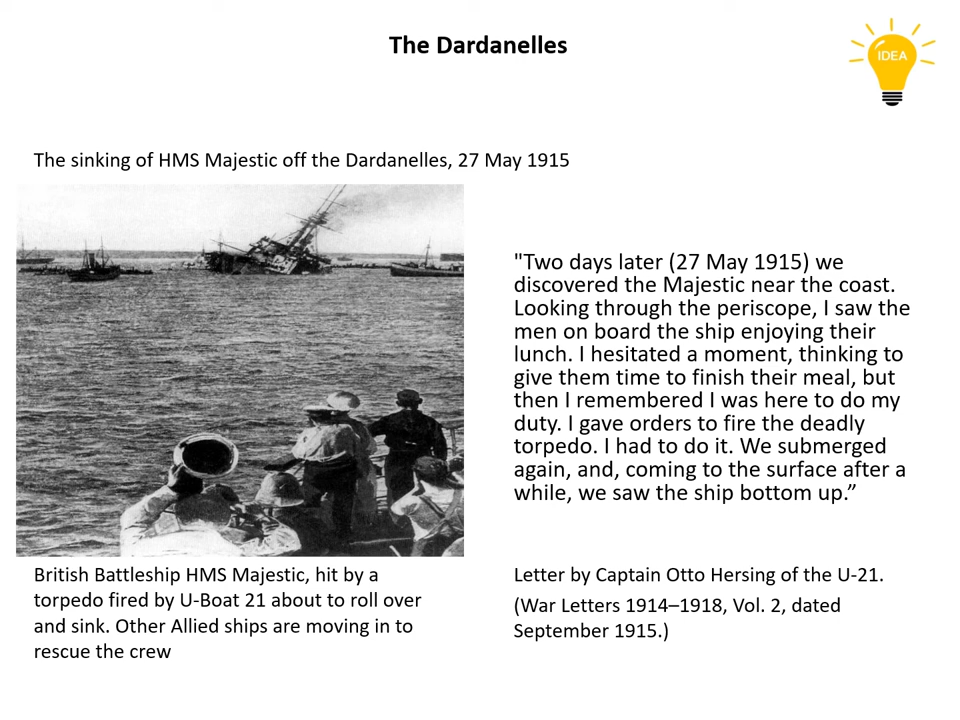 The Dardanelles
IDEA
The sinking of HMS Majestic off the Dardanelles, 27 May 1915
"Two days later (27 May 1915) we
discovered the Majestic near the coast.
Looking through the periscope, I saw the
men on board the ship enjoying their
lunch. I hesitated a moment, thinking to
give them time to finish their meal, but
then I remembered I was here to do my
duty. I gave orders to fire the deadly
torpedo. I had to do it. We submerged
again, and, coming to the surface after a
while, we saw the ship bottom up.”
British Battleship HMS Majestic, hit by a
torpedo fired by U-Boat 21 about to roll over
and sink. Other Allied ships are moving in to
rescue the crew
Letter by Captain Otto Hersing of the U-21.
(War Letters 1914–1918, Vol. 2, dated
September 1915.)